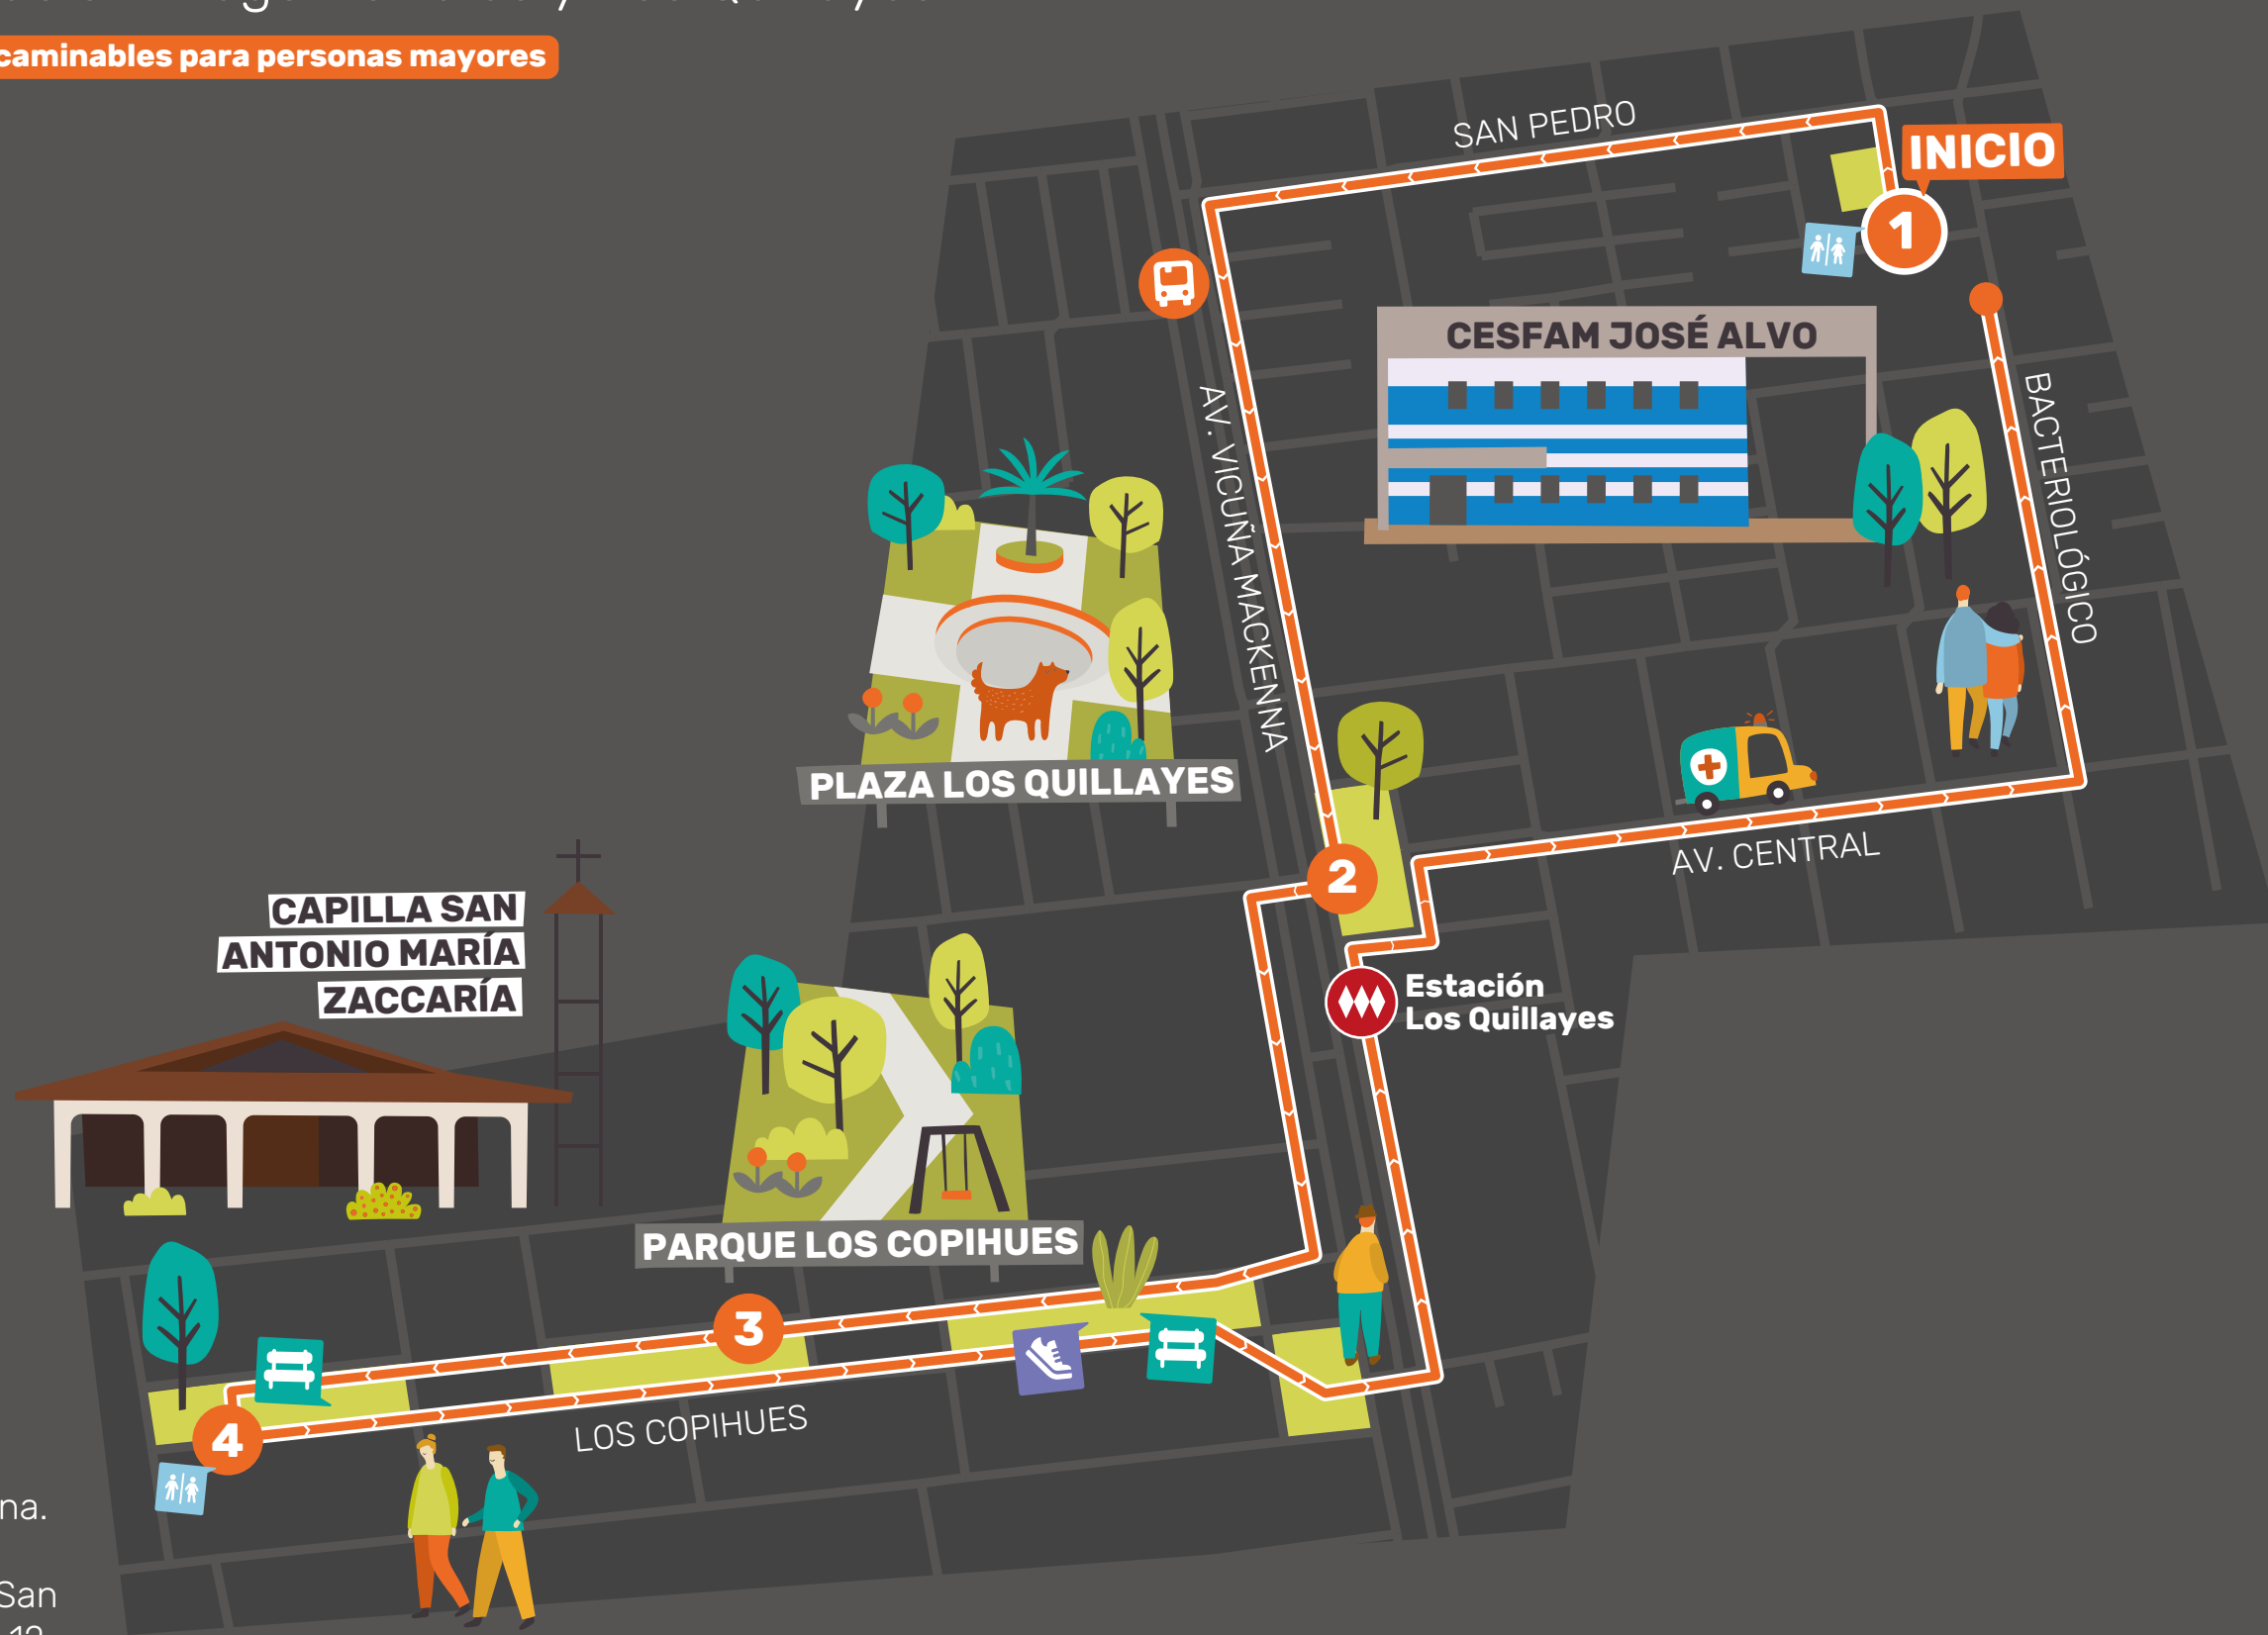 caminables para personas mayores
SAN PEDRO
INICIO
1
CESFAM JOSÉ ALVO
AV. VICUÑA MACKENNA
BACTERIOLÓGICO
PLAZA LOS QUILLAYES
2
AV. CENTRAL
CAPILLA SAN
ANTONIO MARÍA
ZACCARÍA
Estación
Los Quillayes
PARQUE LOS COPIHUES
3
4
LOS COPIHUES
na.
San